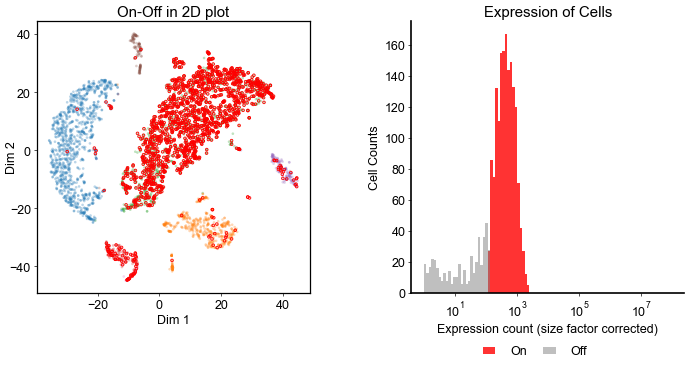 On-Off in 2D plot
40
20
0
−20
−40
Dim 2
−20 0 20 40
Dim 1
Expression of Cells
160
140
120
100
80
60
40
20
0
Cell Counts
10^1 10^3 10^5 10^7
Expression count (size factor corrected)
On Off